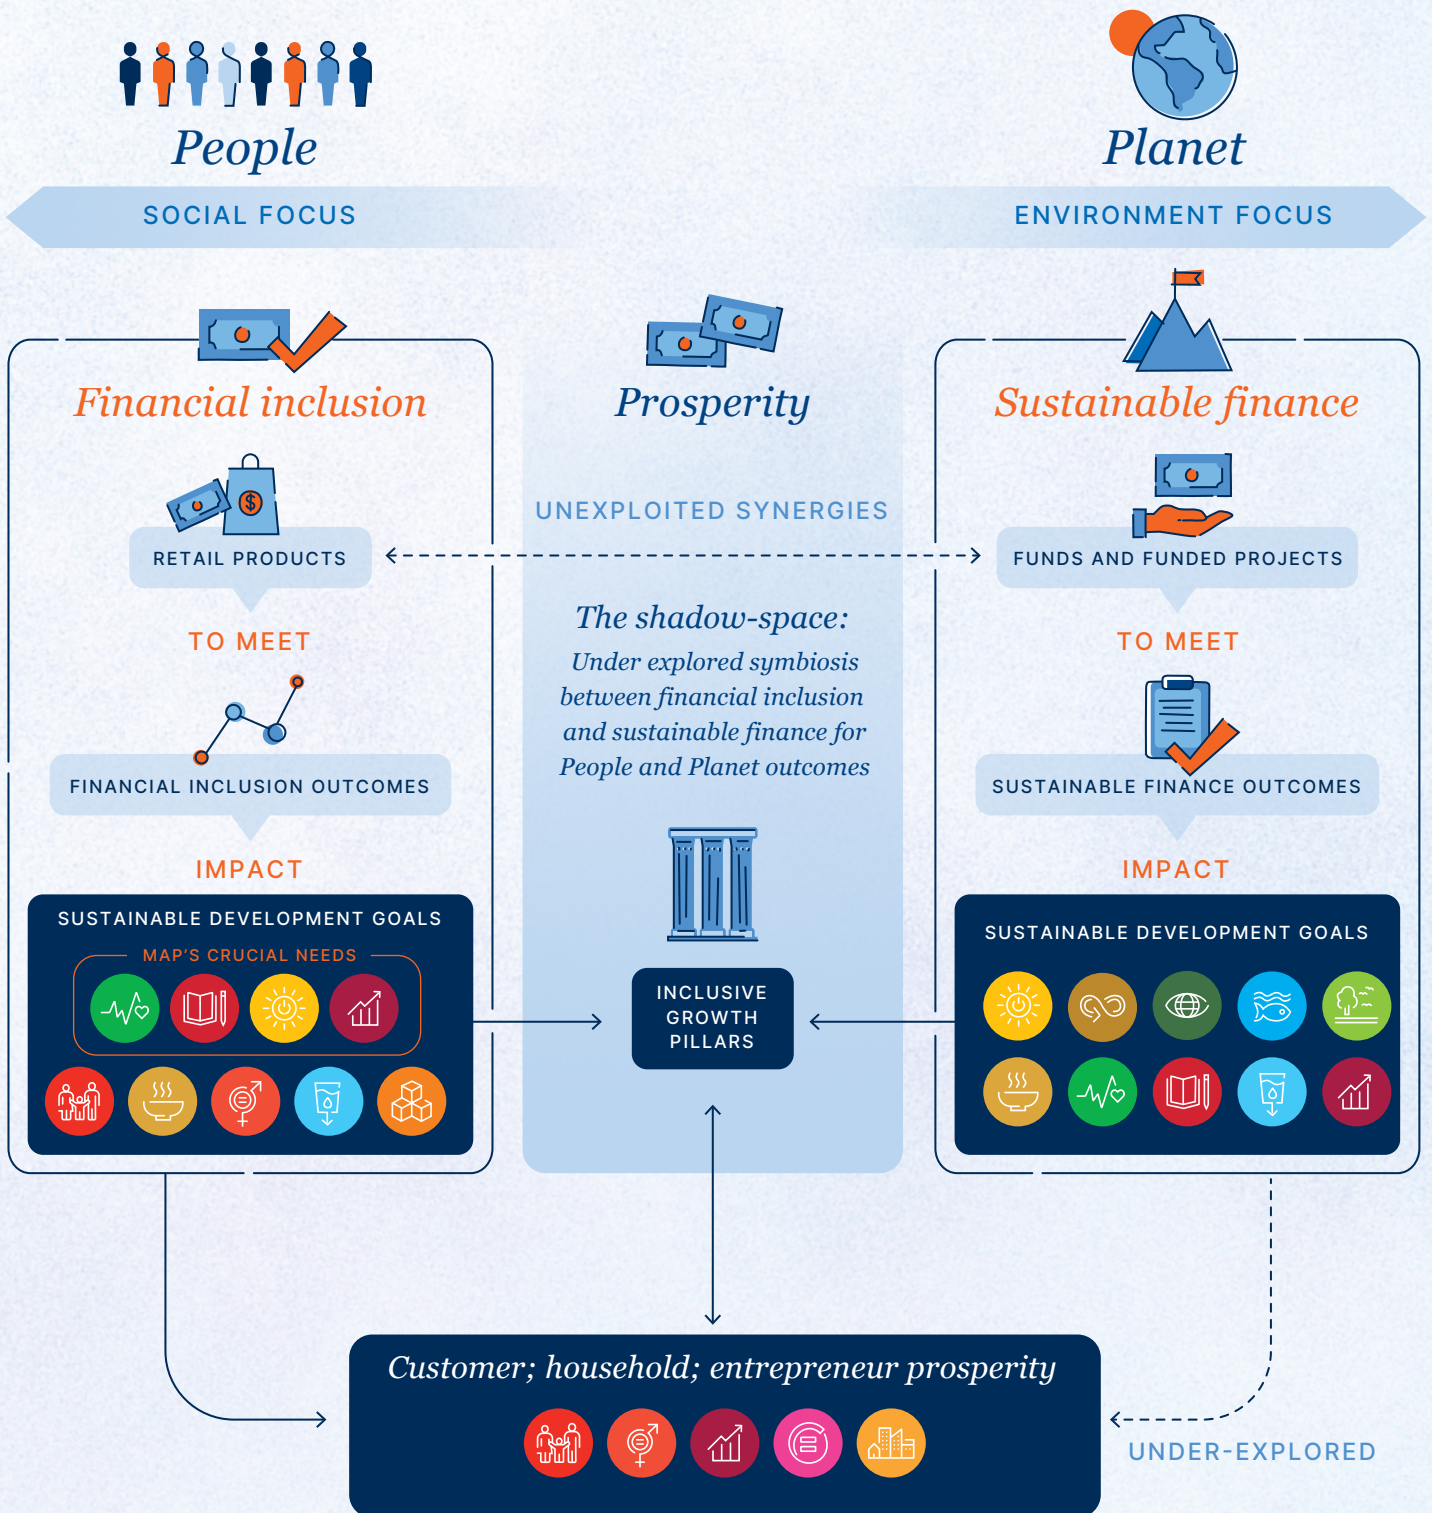 People
Planet
SOCIAL FOCUS
ENVIRONMENT FOCUS
Financial inclusion
RETAIL PRODUCTS
TO MEET
FINANCIAL INCLUSION OUTCOMES
IMPACT
SUSTAINABLE DEVELOPMENT GOALS
MAP'S CRUCIAL NEEDS
Prosperity
UNEXPLOITED SYNERGIES
The shadow-space:
Under explored symbiosis
between financial inclusion
and sustainable finance for
People and Planet outcomes
INCLUSIVE
GROWTH
PILLARS
Sustainable finance
FUNDS AND FUNDED PROJECTS
TO MEET
SUSTAINABLE FINANCE OUTCOMES
IMPACT
SUSTAINABLE DEVELOPMENT GOALS
Customer; household; entrepreneur prosperity
UNDER-EXPLORED